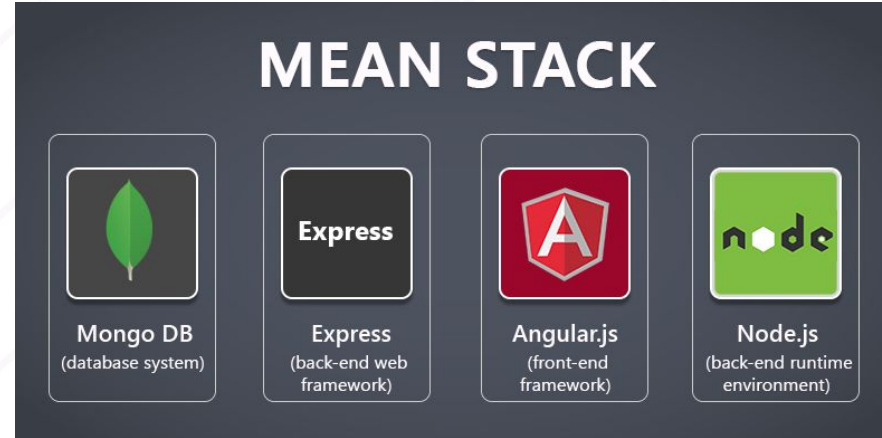 MEAN STACK
Express
A
node
Mongo DB
(database system)
Express
(back-end web
framework)
Angular.js
(front-end
framework)
Node.js
(back-end runtime
environment)